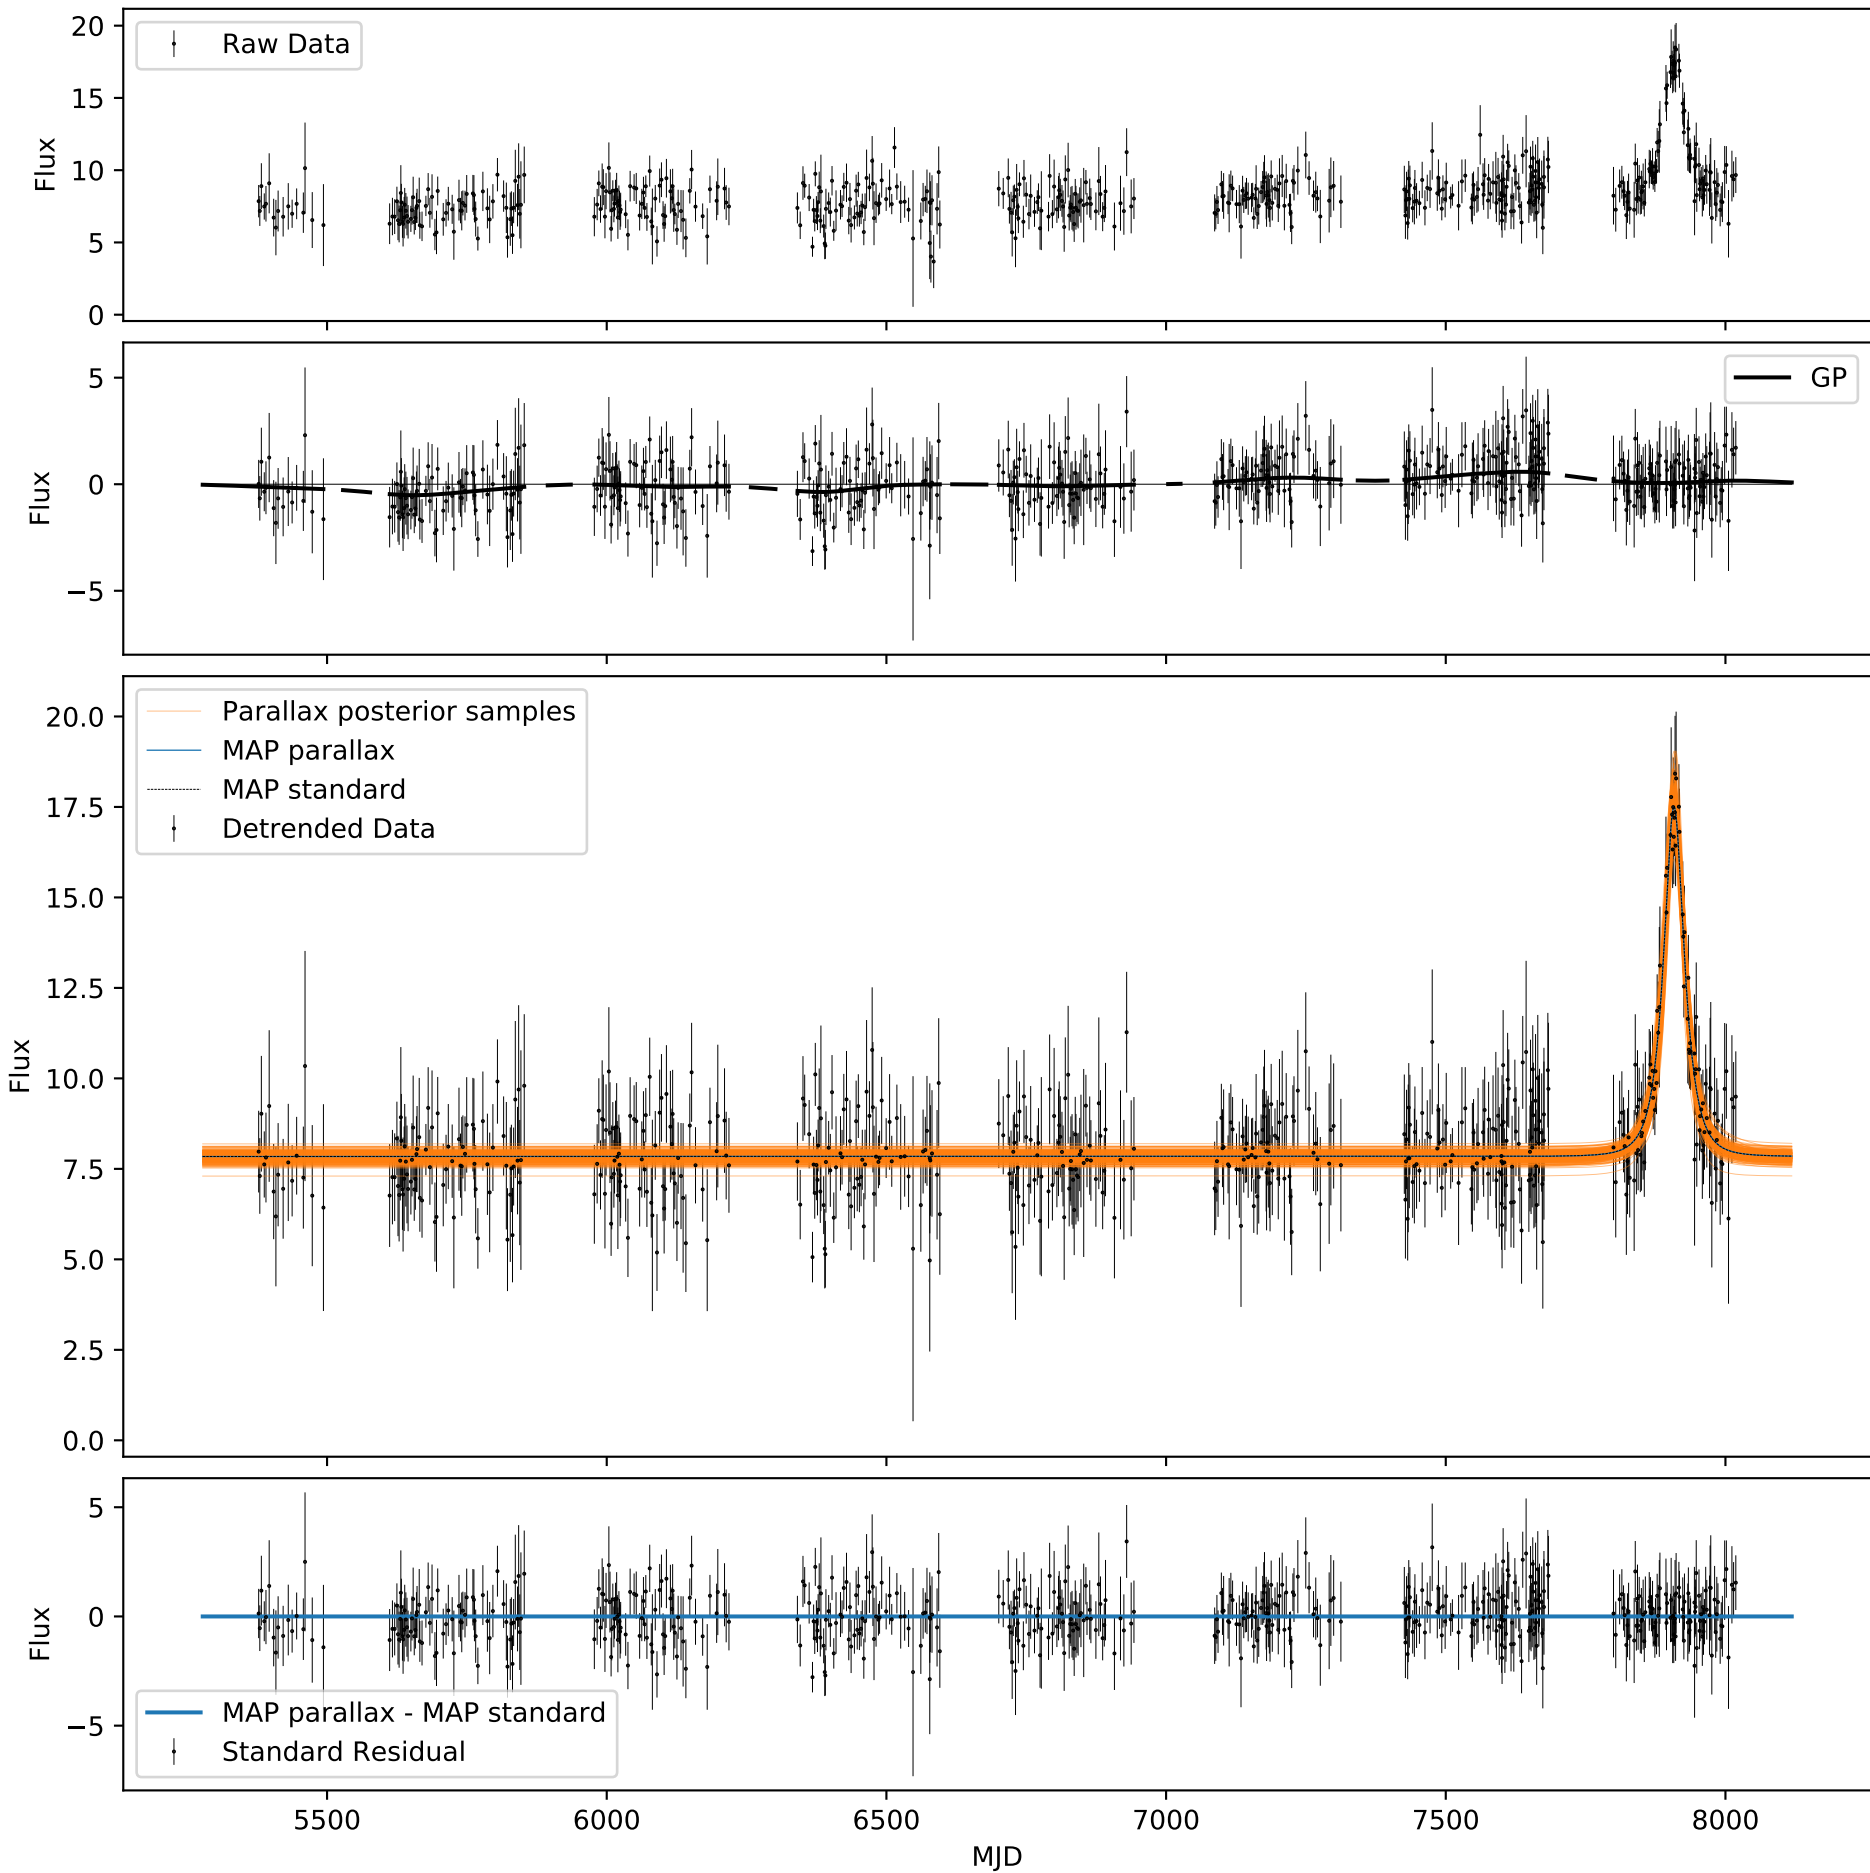 20
15
10
5
0
Flux
Raw Data
5
0
−5
Flux
GP
20.0
17.5
15.0
12.5
10.0
7.5
5.0
2.5
0.0
Flux
Parallax posterior samples
MAP parallax
MAP standard
Detrended Data
5
0
−5
Flux
MAP parallax - MAP standard
Standard Residual
5500
6000
6500
7000
7500
8000
MJD